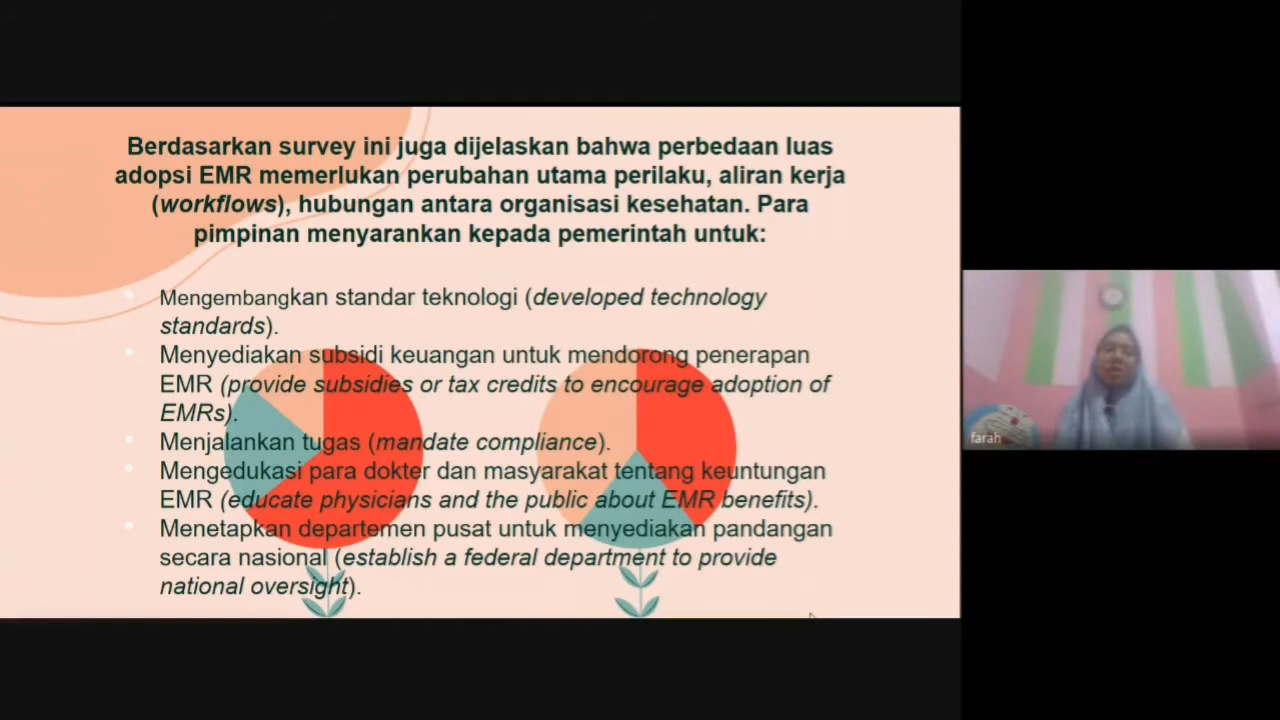 Berdasarkan survey ini juga dijelaskan bahwa perbedaan luas
adopsi EMR memerlukan perubahan utama perilaku, aliran kerja
(workflows), hubungan antara organisasi kesehatan. Para
pimpinan menyarankan kepada pemerintah untuk:
Mengembangkan standar teknologi (developed technology
standards).
Menyediakan subsidi keuangan untuk mendorong penerapan
EMR (provide subsidies or tax credits to encourage adoption of
EMRs).
Menjalankan tugas (mandate compliance).
Mengedukasi para dokter dan masyarakat tentang keuntungan
EMR (educate physicians and the public about EMR benefits).
Menetapkan departemen pusat untuk menyediakan pandangan
secara nasional (establish a federal department to provide
national oversight).
farah